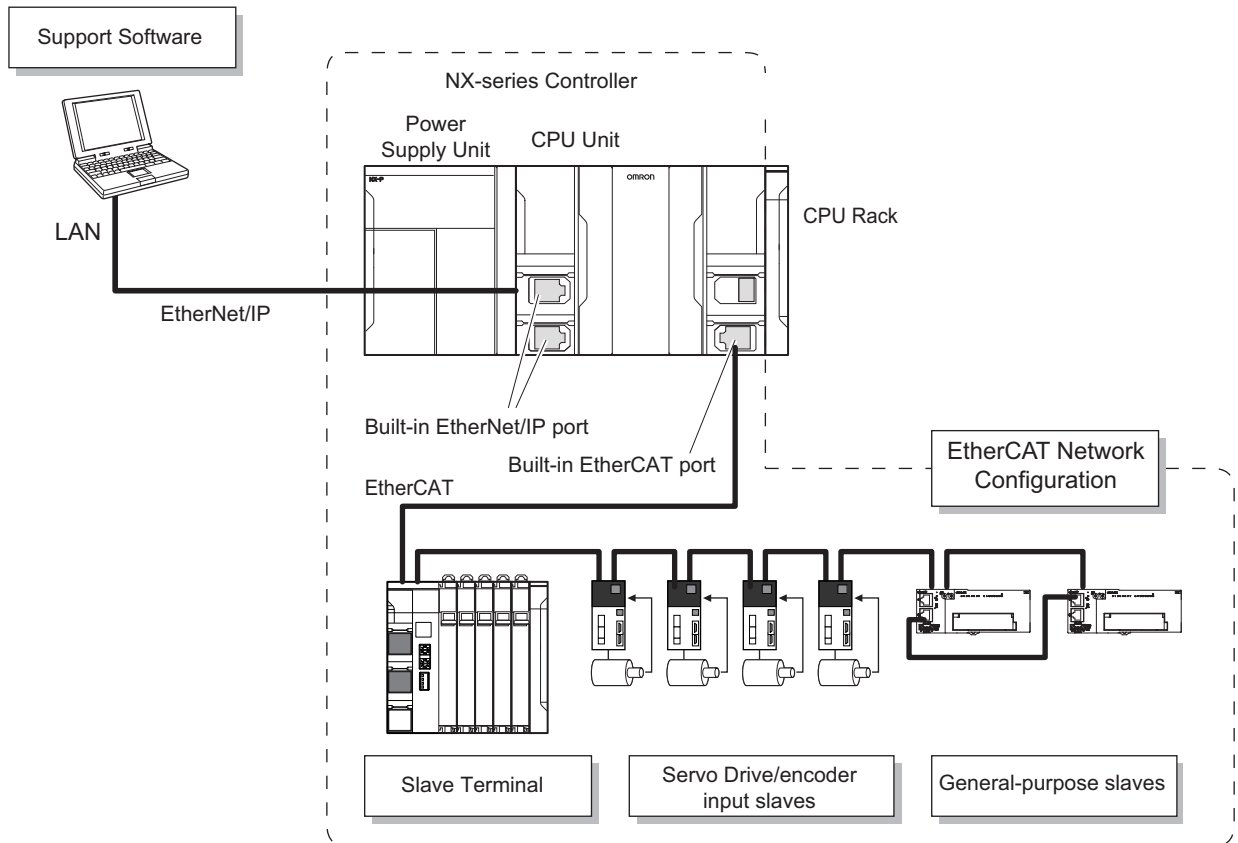 Support Software
LAN
EtherNet/IP
NX-series Controller
Power
Supply Unit
CPU Unit
NX-P
OMRON
CPU Rack
Built-in EtherNet/IP port
Built-in EtherCAT port
EtherCAT
EtherCAT Network
Configuration
Slave Terminal
Servo Drive/encoder
input slaves
General-purpose slaves